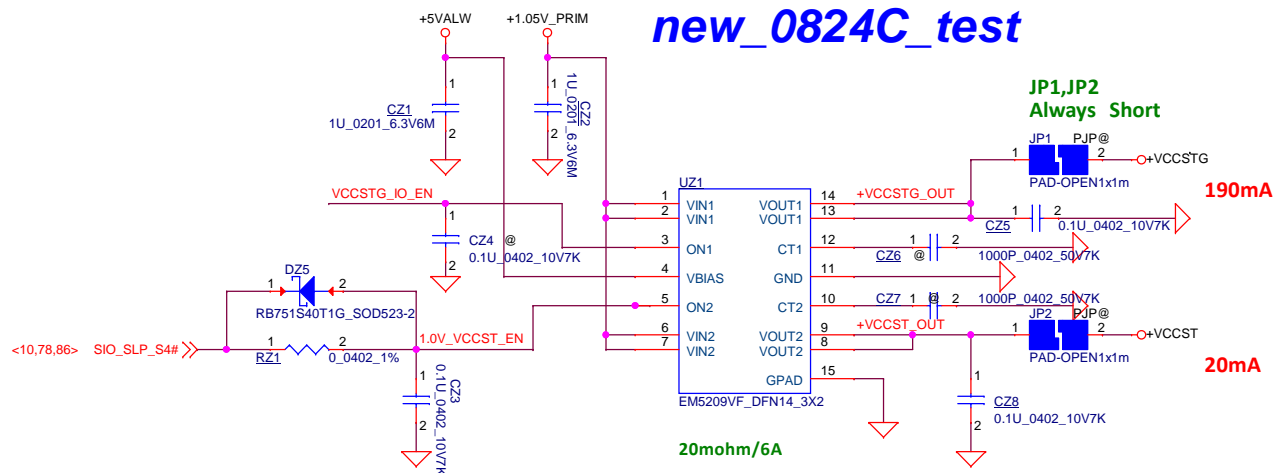 new_0824C_test
+5VALW
+1.05V_PRIM
1
CZ1
1U_0201_6.3V6M
2
1
CZ2
1U_0201_6.3V6M
2
JP1,JP2
Always Short
JP1
PJP@
1
2
+VCCSTG
PAD-OPEN1x1m
190mA
VCCSTG_IO_EN
1
CZ4 @
0.1U_0402_10V7K
2
UZ1
1 VIN1
2 VIN1
3 ON1
4 VBIAS
5 ON2
6 VIN2
7 VIN2
VOUT1 14
VOUT1 13
CT1 12
GND 11
CT2 10
VOUT2 9
VOUT2 8
GPAD 15
EM5209VF_DFN14_3X2
20mohm/6A
+VCCSTG_OUT
CZ5
1
2
0.1U_0402_10V7K
CZ6
1
@
2
1000P_0402_50V7K
CZ7
1
@
2
1000P_0402_50V7K
+VCCST_OUT
JP2
PJP@
1
2
+VCCST
PAD-OPEN1x1m
20mA
1
CZ8
0.1U_0402_10V7K
2
DZ5
1
2
RB751S40T1G_SOD523-2
<10,78,86> SIO_SLP_S4#
1
2
RZ1
0_0402_1%
1.0V_VCCST_EN
1
CZ3
0.1U_0402_10V7K
2